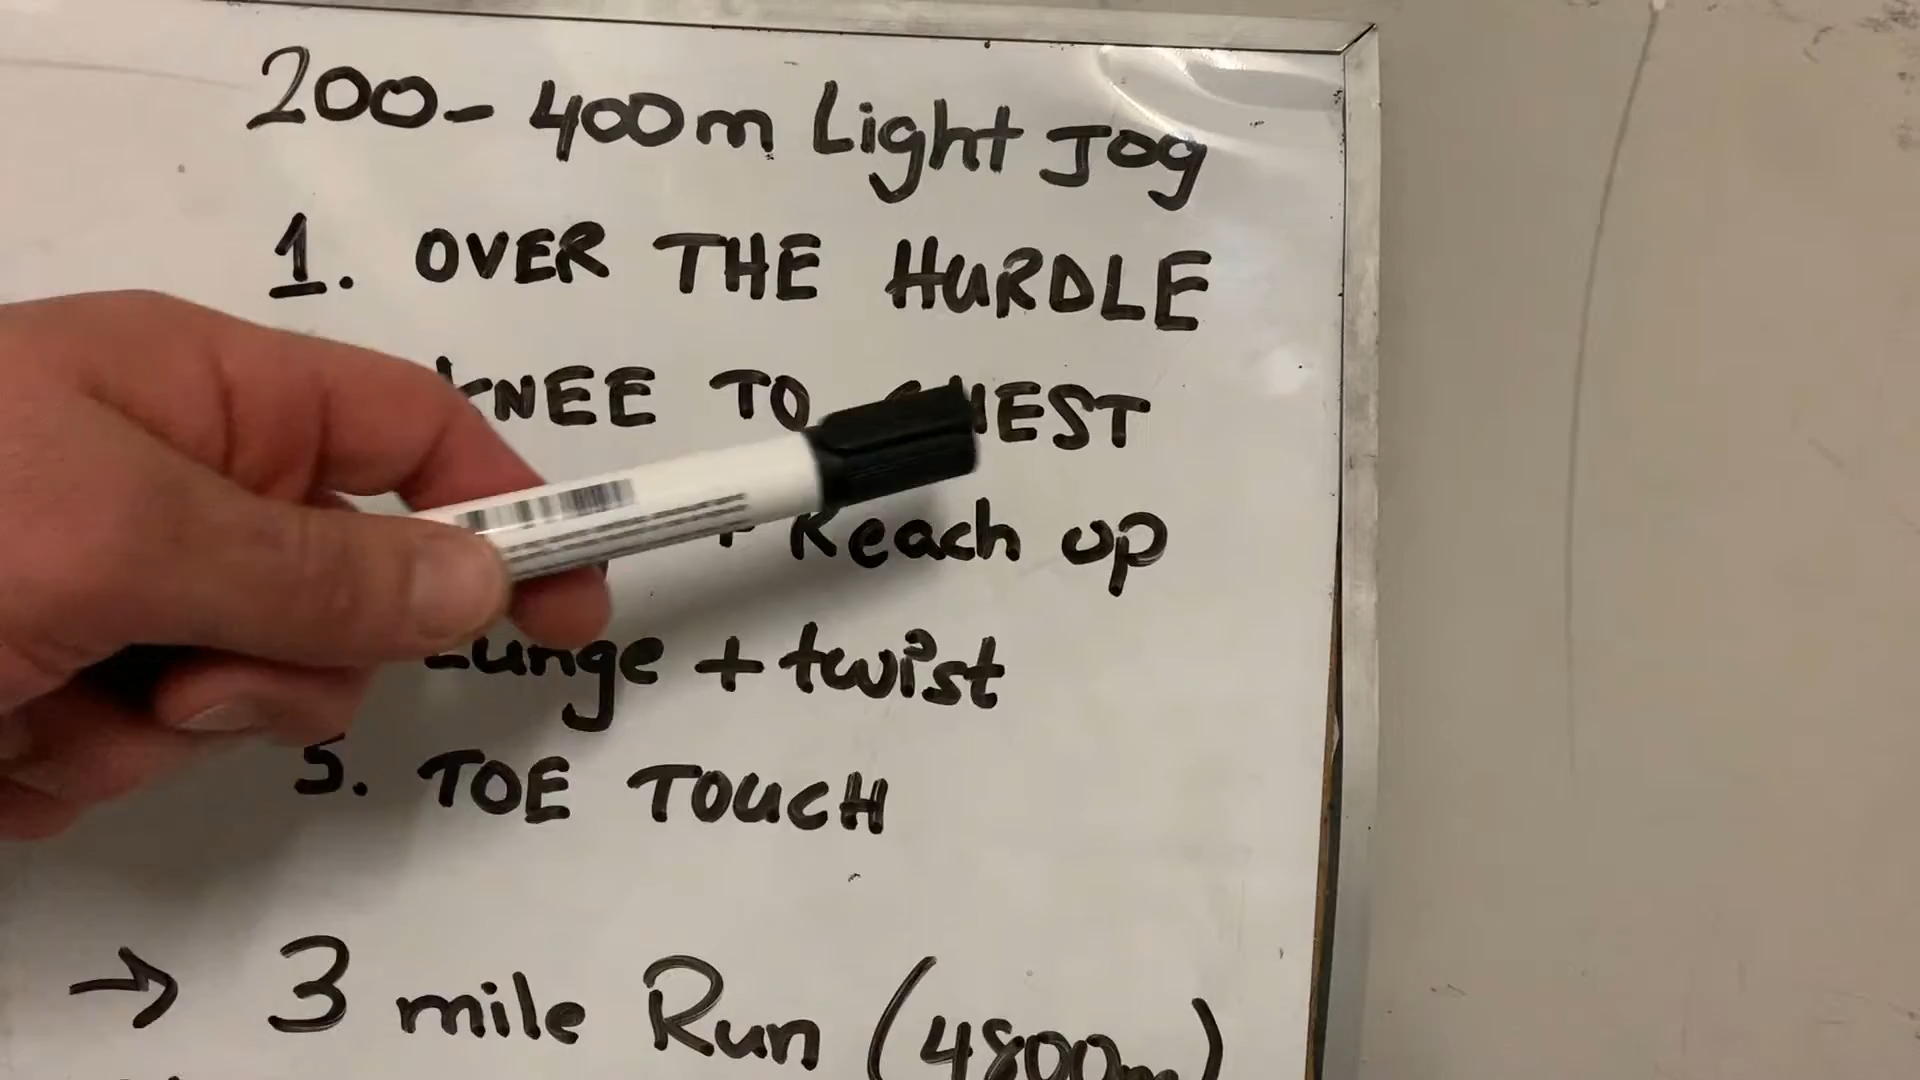 200-400m Light Jog
1. OVER THE HURDLE
KNEE TO CHEST
+ Reach up
Lunge + twist
5. TOE TOUCH
→ 3 mile Run (4800m)